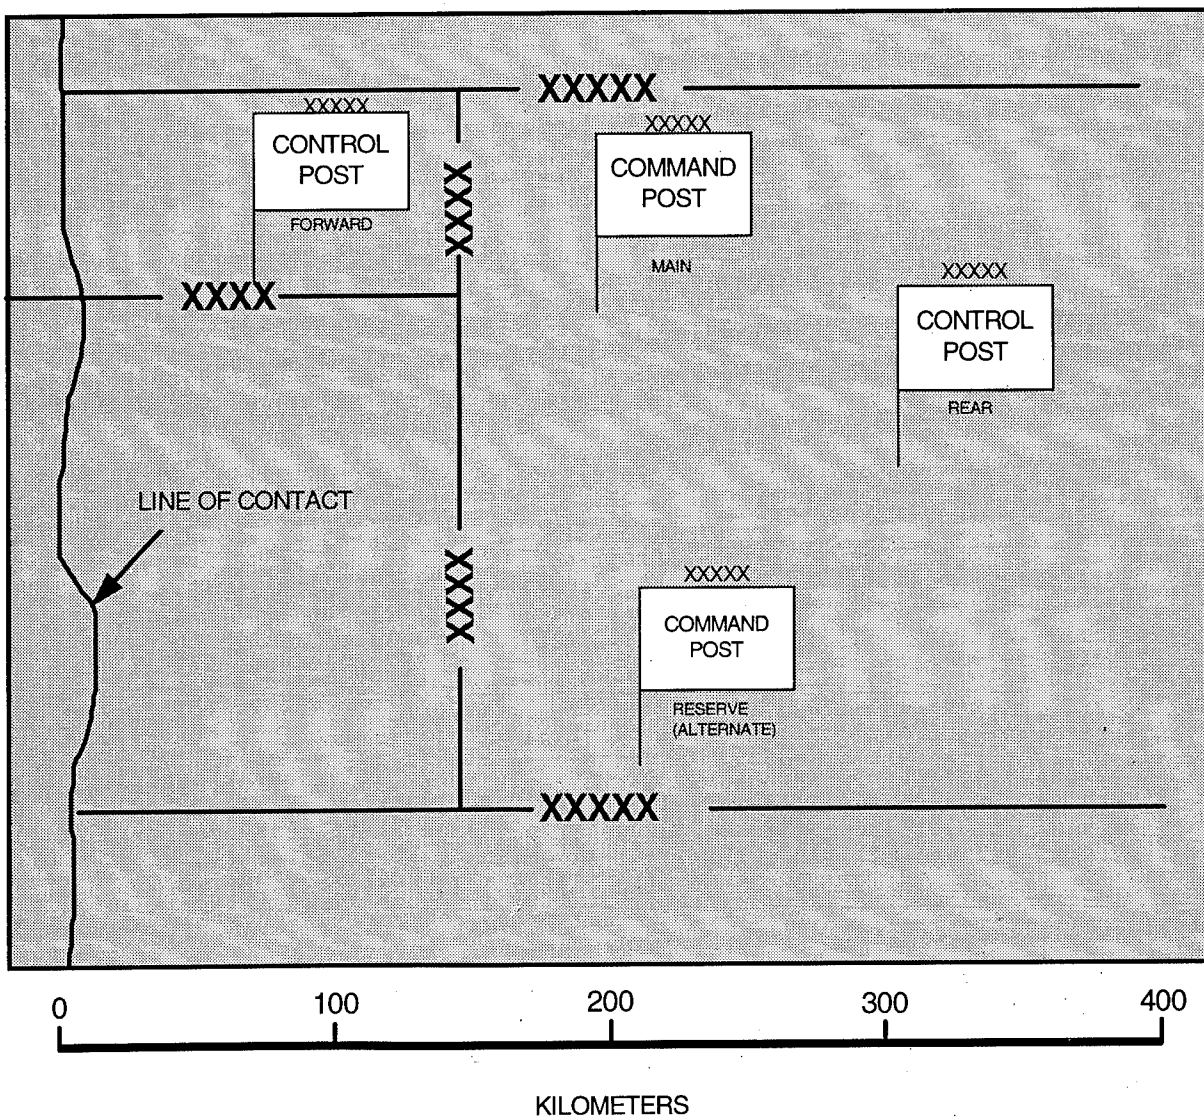 XXXXX
XXXXX
CONTROL
POST
FORWARD
XXXX
XXXXX
COMMAND
POST
MAIN
XXXX
XXXXX
CONTROL
POST
REAR
LINE OF CONTACT
XXXX
XXXXX
COMMAND
POST
RESERVE
(ALTERNATE)
XXXXX
0 100 200 300 400
KILOMETERS